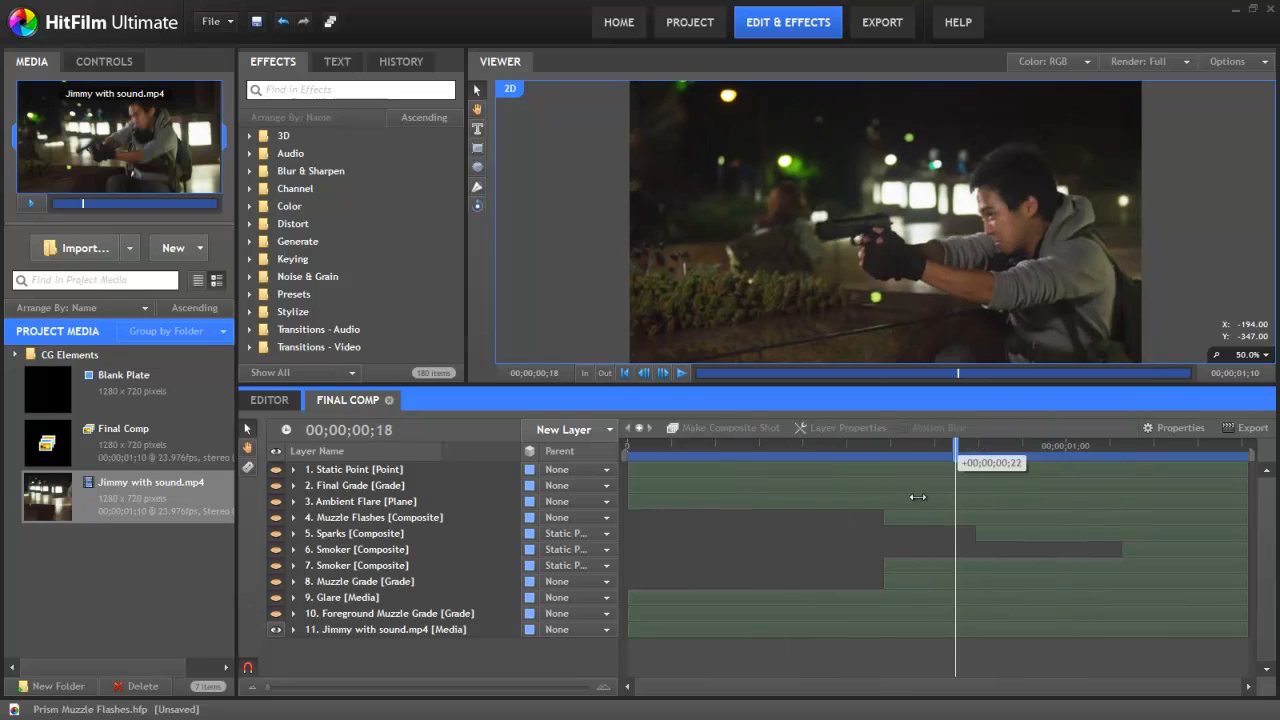 HitFilm Ultimate
File
HOME
PROJECT
EDIT & EFFECTS
EXPORT
HELP
MEDIA
CONTROLS
Jimmy with sound.mp4
Import...
New
Find in Project Media
Arrange By: Name
Ascending
PROJECT MEDIA
Group by Folder
CG Elements
Blank Plate
1280 x 720 pixels
Final Comp
1280 x 720 pixels
00;00;01;10 @ 23.976fps, stereo
Jimmy with sound.mp4
1280 x 720 pixels
00;00;01;10 @ 23.976fps, Stereo
New Folder
Delete
7 items
EFFECTS
TEXT
HISTORY
Find in Effects
Arrange By: Name
Ascending
3D
Audio
Blur & Sharpen
Channel
Color
Distort
Generate
Keying
Noise & Grain
Presets
Stylize
Transitions - Audio
Transitions - Video
Show All
180 items
VIEWER
Color: RGB
Render: Full
Options
2D
X: -194.00
Y: -347.00
50.0%
00;00;00;18
In
Out
00;00;01;10
EDITOR
FINAL COMP
00;00;00;18
New Layer
Make Composite Shot
Layer Properties
Motion Blur
Properties
Export
Layer Name
Parent
0
00;00;01;00
+00;00;00;22
1. Static Point [Point] None
2. Final Grade [Grade] None
3. Ambient Flare [Plane] None
4. Muzzle Flashes [Composite] None
5. Sparks [Composite] Static P...
6. Smoker [Composite] Static P...
7. Smoker [Composite] Static P...
8. Muzzle Grade [Grade] None
9. Glare [Media] None
10. Foreground Muzzle Grade [Grade] None
11. Jimmy with sound.mp4 [Media] None
Prism Muzzle Flashes.hfp [Unsaved]